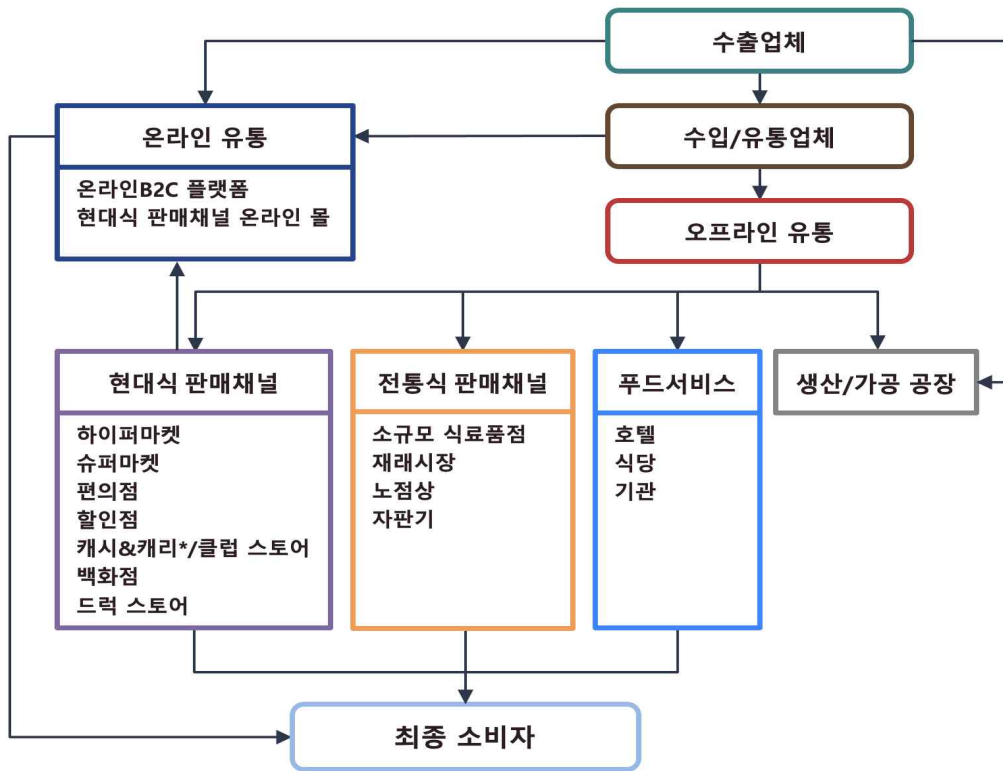 수출업체
온라인 유통
수입/유통업체
온라인B2C 플랫폼
현대식 판매채널 온라인 몰
오프라인 유통
현대식 판매채널
하이퍼마켓
슈퍼마켓
편의점
할인점
캐시&캐리*/클럽 스토어
백화점
드럭 스토어
전통식 판매채널
소규모 식료품점
재래시장
노점상
자판기
푸드서비스
호텔
식당
기관
생산/가공 공장
최종 소비자